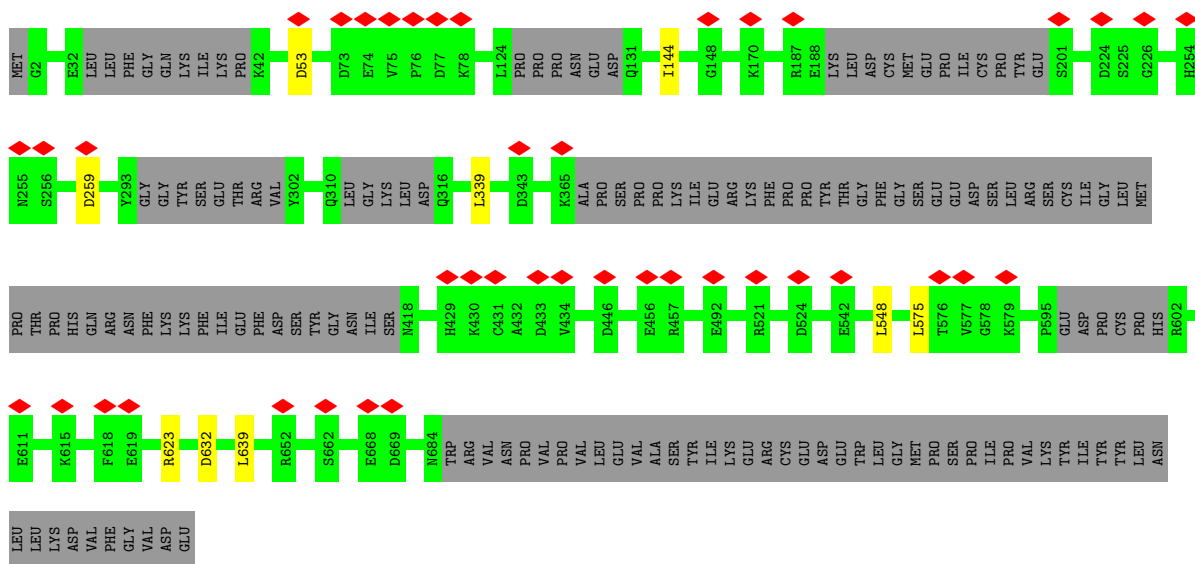 MET G2 E32 LEU LEU PHE GLY GLN LYS ILE LYS PRO K42 D53 D73 E74 V75 P76 D77 K78 L124 PRO PRO PRO ASN GLU ASP Q131 I144 G148 K170 R187 E188 LYS LEU ASP CYS MET GLU PRO ILE CYS PRO TYR GLU S201 D224 S225 G226 H254
N255 S256 D259 Y293 GLY GLY TYR SER GLU THR ARG VAL Y302 Q310 LEU GLY LYS LEU ASP Q316 L339 D343 K365 ALA PRO SER PRO PRO LYS ILE GLU ARG LYS PHE PRO PRO TYR THR GLY PHE GLY SER GLU GLU ASP SER LEU ARG SER CYS ILE GLY LEU MET
PRO THR PRO HIS GLN ARG ASN PHE LYS LYS PHE ILE GLU PHE ASP SER TYR GLY ASN ILE SER N418 H429 K430 C431 A432 D433 V434 D446 E456 R457 E492 R521 D524 E542 L548 L575 T576 V577 G578 K579 P595 GLU ASP PRO CYS PRO HIS R602
E611 K615 F618 E619 R623 D632 L639 R652 S662 E668 D669 N684 TRP ARG VAL ASN PRO VAL PRO VAL LEU GLU VAL ALA SER TYR ILE LYS GLU ARG CYS GLU ASP GLU TRP LEU GLY MET PRO SER PRO ILE PRO VAL LYS TYR ILE TYR TYR LEU ASN
LEU LEU LYS ASP VAL PHE GLY VAL ASP GLU